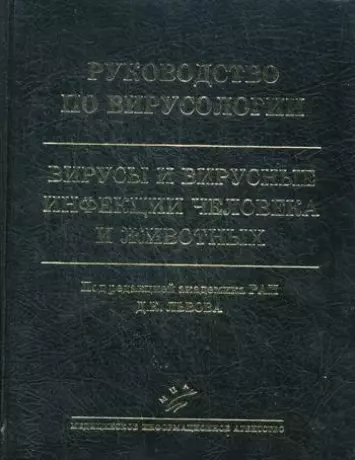 РУКОВОДСТВО
ПО ВИРУСОЛОГИИ
ВИРУСЫ И ВИРУСНЫЕ
ИНФЕКЦИИ ЧЕЛОВЕКА
И ЖИВОТНЫХ
Под редакцией академика РАН
Д.К. ЛЬВОВА
МИА
МЕДИЦИНСКОЕ ИНФОРМАЦИОННОЕ АГЕНТСТВО